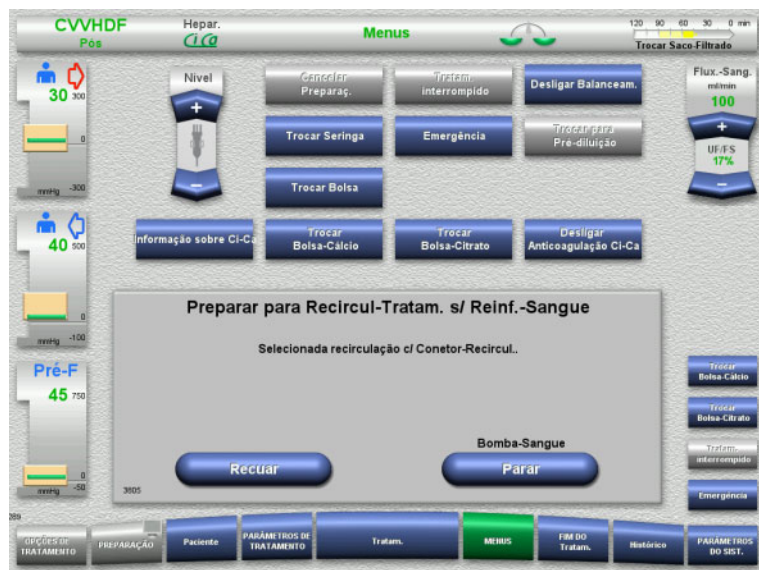 CVVHDF
Pós
Hepar.
Ci Ca
Menus
120 90 60 30 0 min
Trocar Saco-Filtrado
30 300
0
mmHg -300
Nível
+
−
Cancelar
Preparaç.
Tratam.
interrompido
Desligar Balanceam.
Trocar Seringa
Emergência
Trocar para
Pré-diluição
Trocar Bolsa
Flux.-Sang.
ml/min
100
+
UF/FS
17%
−
40 500
0
mmHg -100
Informação sobre Ci-Ca
Trocar
Bolsa-Cálcio
Trocar
Bolsa-Citrato
Desligar
Anticoagulação Ci-Ca
Preparar para Recircul-Tratam. s/ Reinf.-Sangue
Selecionada recirculação c/ Conetor-Recircul..
Bomba-Sangue
Recuar
Parar
3805
Pré-F
45 750
0
mmHg -50
Trocar
Bolsa-Cálcio
Trocar
Bolsa-Citrato
Tratam.
interrompido
Emergência
389
OPÇÕES DE
TRATAMENTO
PREPARAÇÃO
Paciente
PARÂMETROS DE
TRATAMENTO
Tratam.
MENUS
FIM DO
Tratam.
Histórico
PARÂMETROS
DO SIST.